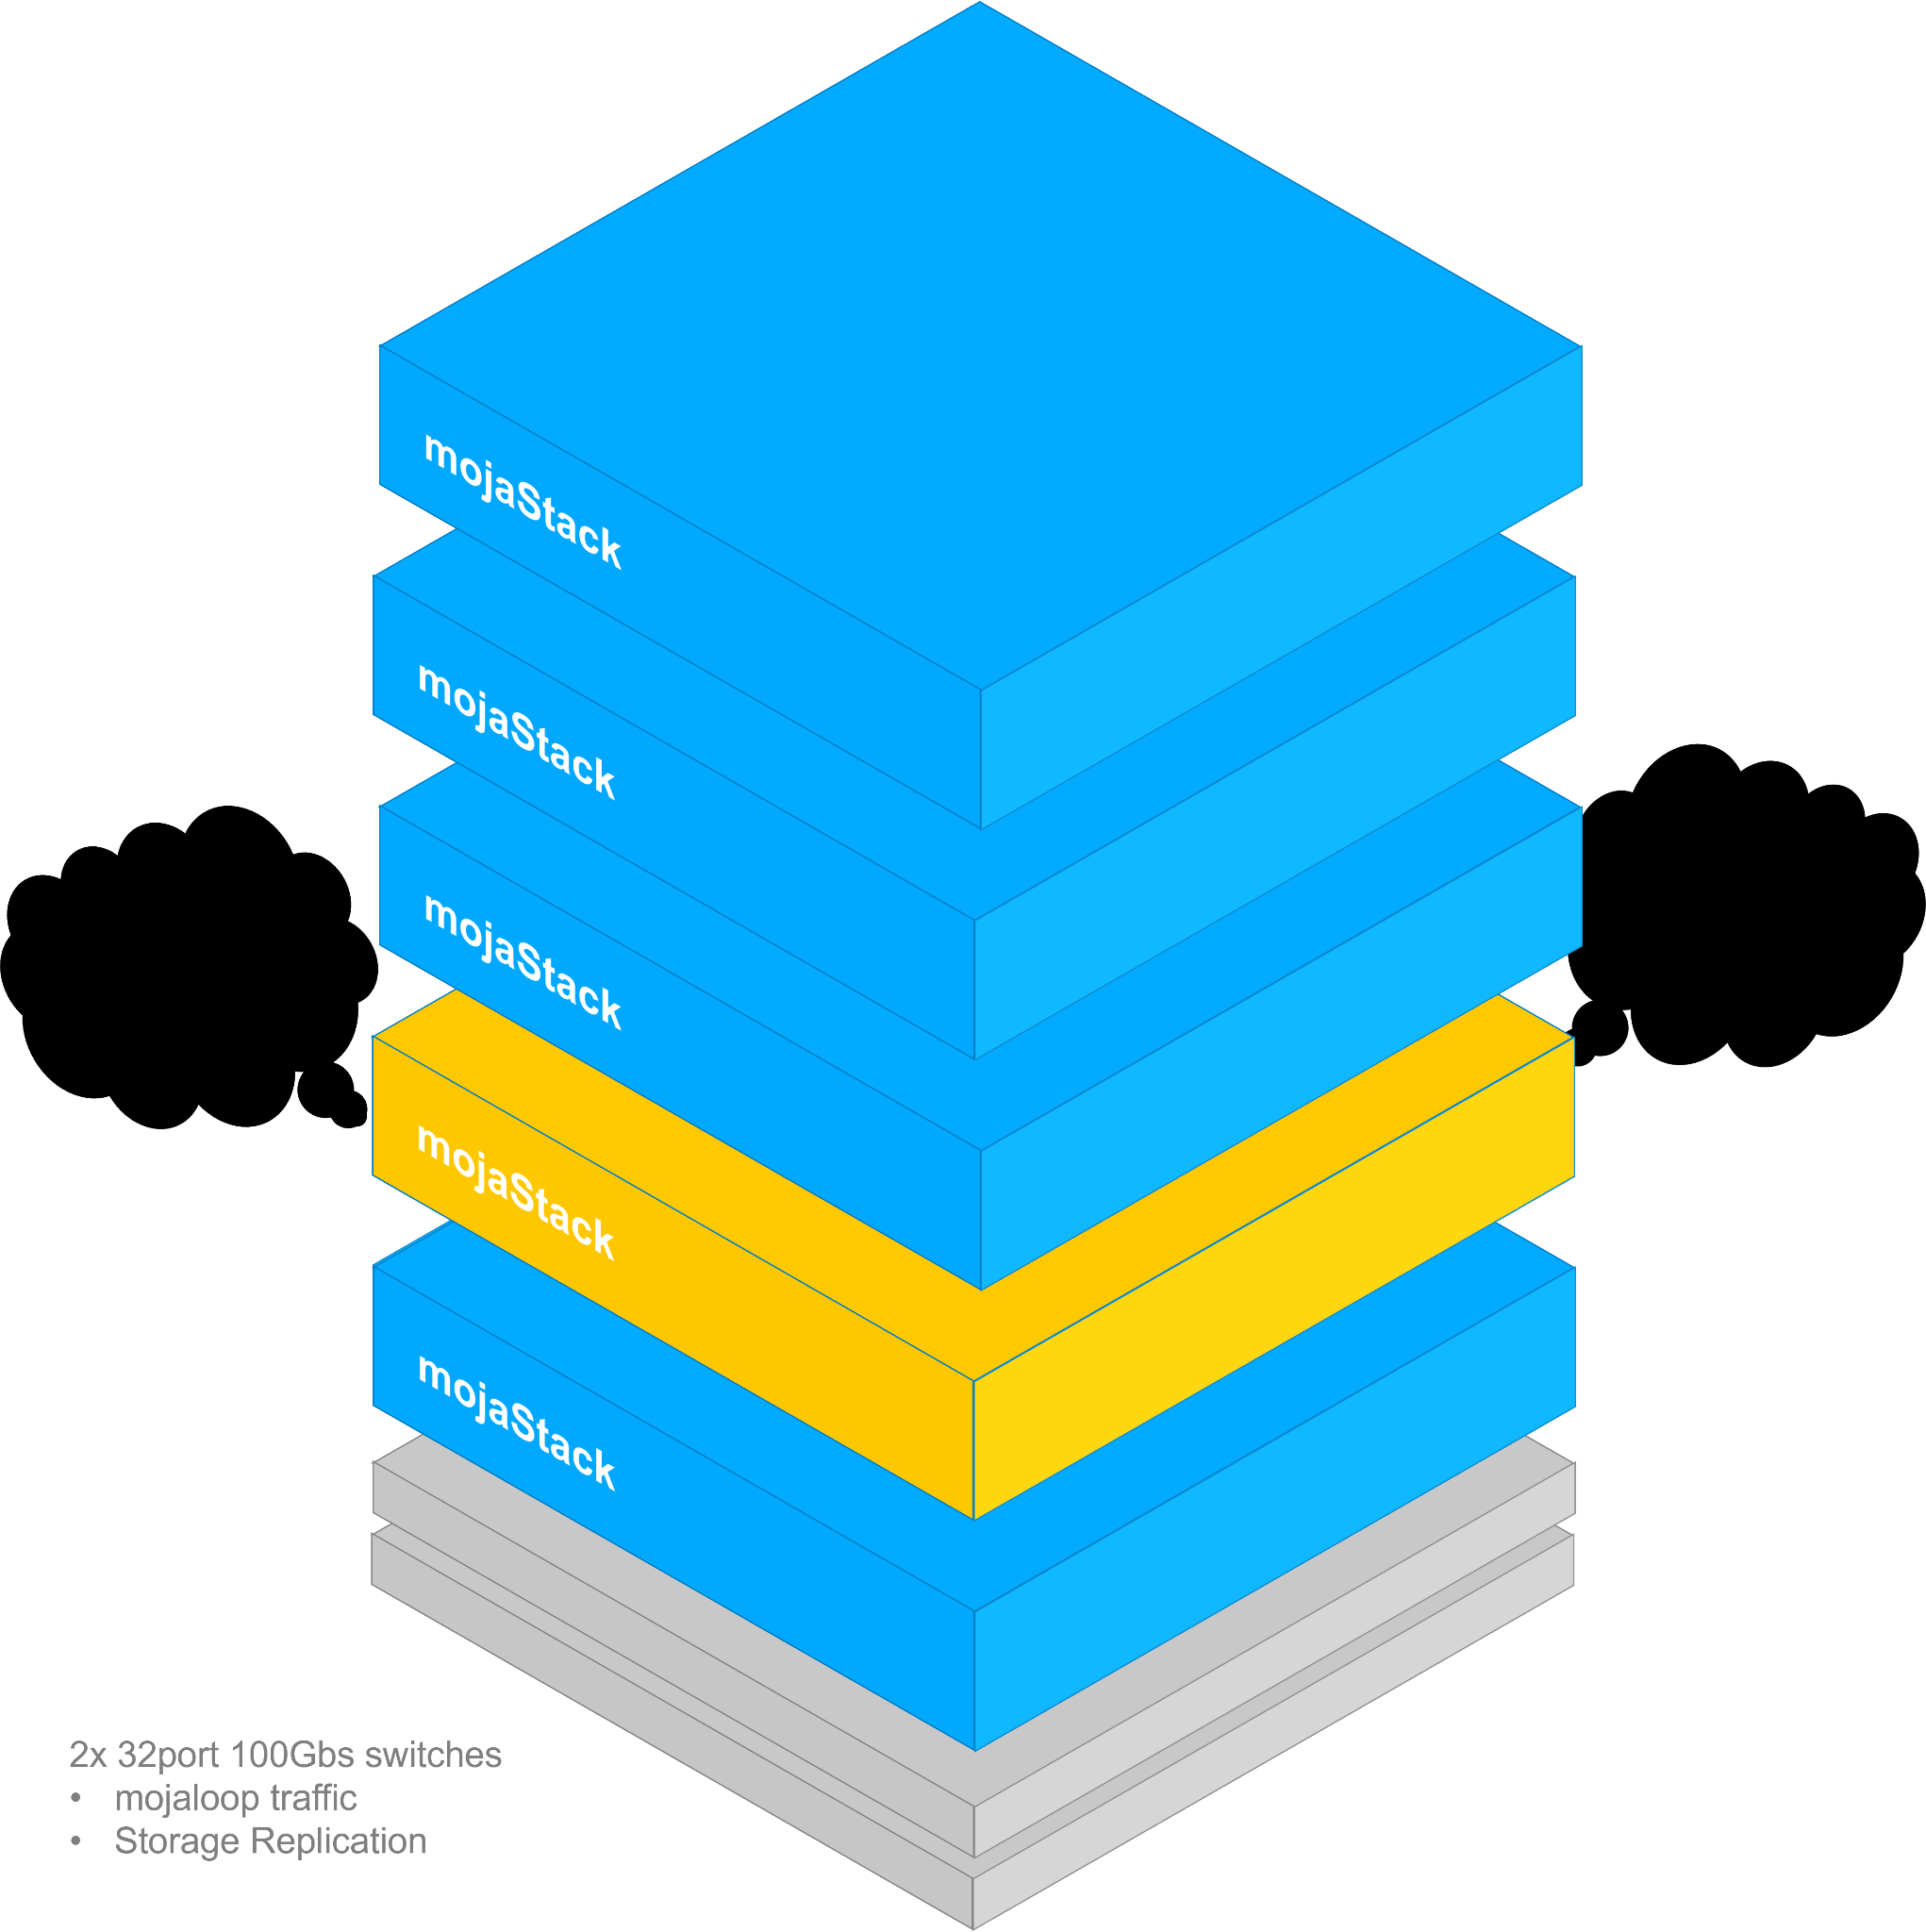 mojaStack
mojaStack
mojaStack
mojaStack
mojaStack
2x 32port 100Gbs switches
• mojaloop traffic
• Storage Replication